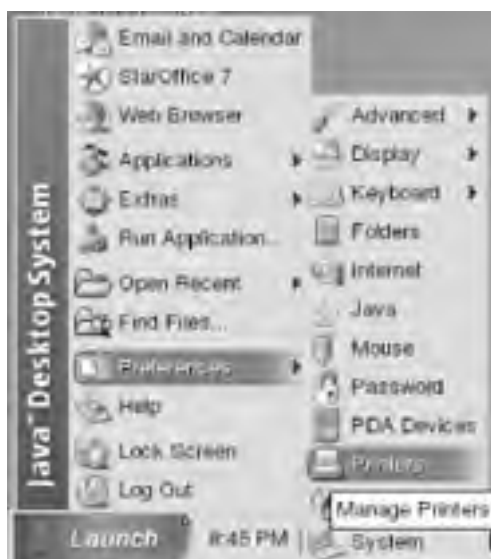 Java™ Desktop System
Email and Calendar
StarOffice 7
Web Browser
Applications
Extras
Run Application...
Open Recent
Find Files...
Preferences
Help
Lock Screen
Log Out
Advanced
Display
Keyboard
Folders
Internet
Java
Mouse
Password
PDA Devices
Printers
Manage Printers
System
Launch
8:45 PM